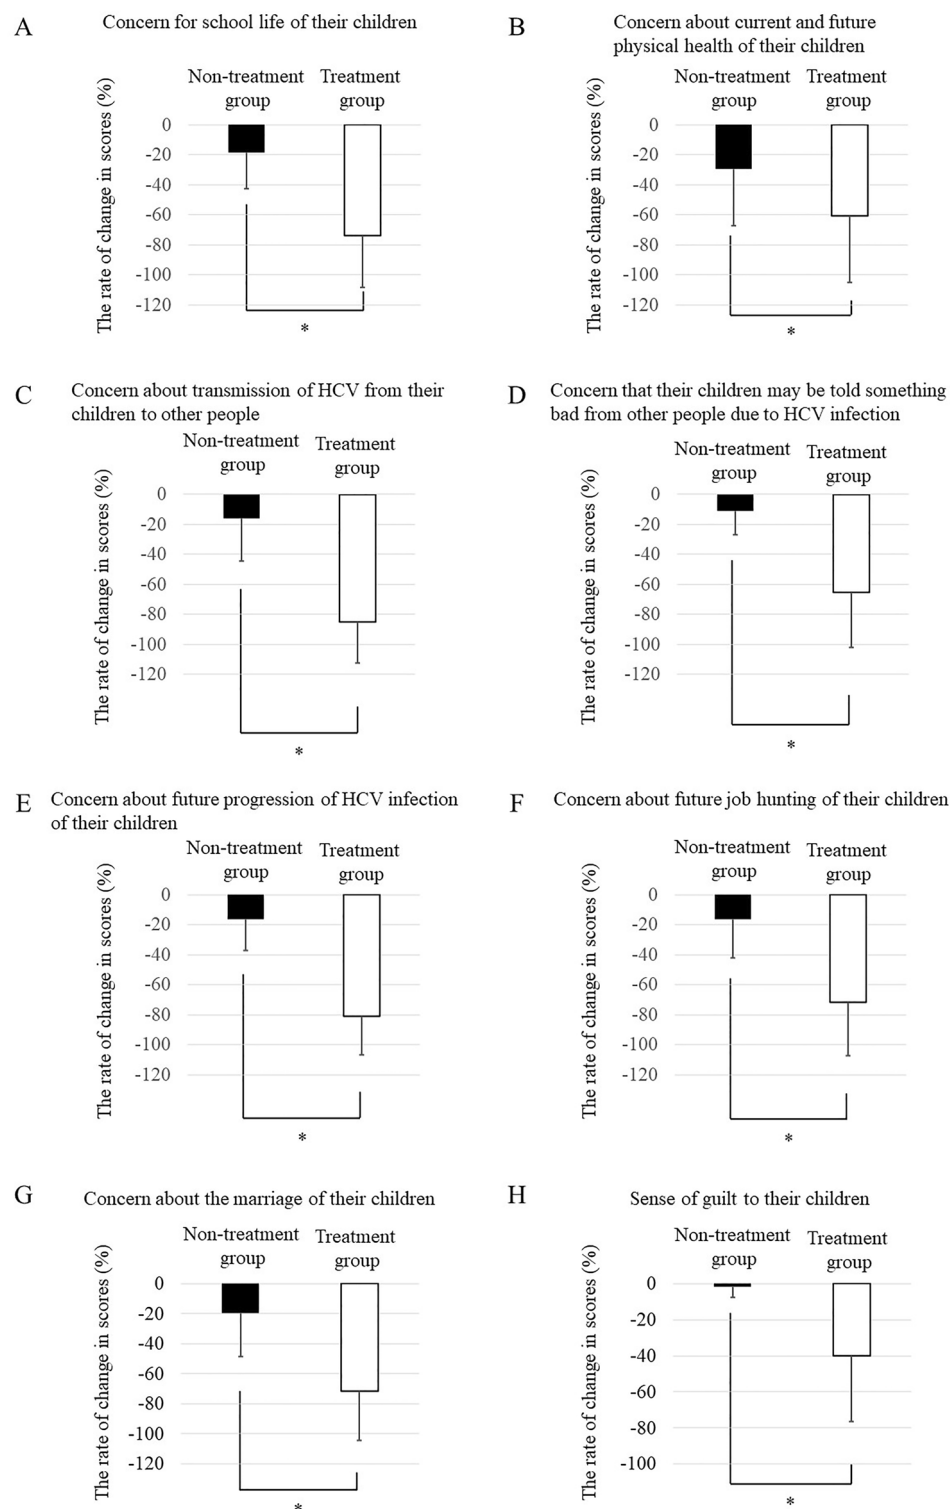 A
Concern for school life of their children
The rate of change in scores (%)
Non-treatment
group
Treatment
group
0
-20
-40
-60
-80
-100
-120
*
B
Concern about current and future
physical health of their children
The rate of change in scores (%)
Non-treatment
group
Treatment
group
0
-20
-40
-60
-80
-100
-120
*
C
Concern about transmission of HCV from their
children to other people
The rate of change in scores (%)
Non-treatment
group
Treatment
group
0
-20
-40
-60
-80
-100
-120
*
D
Concern that their children may be told something
bad from other people due to HCV infection
The rate of change in scores (%)
Non-treatment
group
Treatment
group
0
-20
-40
-60
-80
-100
-120
*
E
Concern about future progression of HCV infection
of their children
The rate of change in scores (%)
Non-treatment
group
Treatment
group
0
-20
-40
-60
-80
-100
-120
*
F
Concern about future job hunting of their children
The rate of change in scores (%)
Non-treatment
group
Treatment
group
0
-20
-40
-60
-80
-100
-120
*
G
Concern about the marriage of their children
The rate of change in scores (%)
Non-treatment
group
Treatment
group
0
-20
-40
-60
-80
-100
-120
*
H
Sense of guilt to their children
The rate of change in scores (%)
Non-treatment
group
Treatment
group
0
-20
-40
-60
-80
-100
*